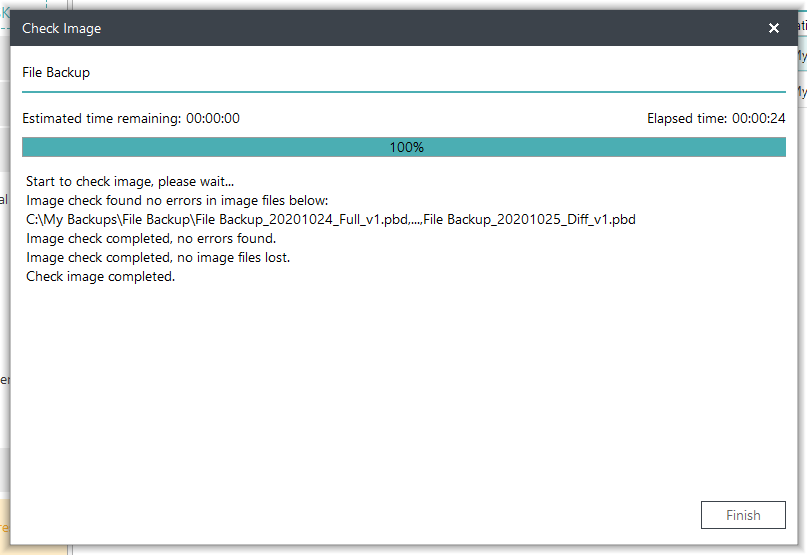 Check Image
File Backup
Estimated time remaining: 00:00:00
Elapsed time: 00:00:24
100%
Start to check image, please wait...
Image check found no errors in image files below:
C:\My Backups\File Backup\File Backup_20201024_Full_v1.pbd,...,File Backup_20201025_Diff_v1.pbd
Image check completed, no errors found.
Image check completed, no image files lost.
Check image completed.
Finish